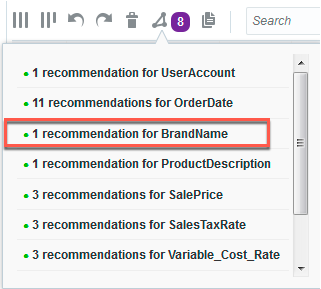 8
Search
1 recommendation for UserAccount
11 recommendations for OrderDate
1 recommendation for BrandName
1 recommendation for ProductDescription
3 recommendations for SalePrice
3 recommendations for SalesTaxRate
3 recommendations for Variable_Cost_Rate